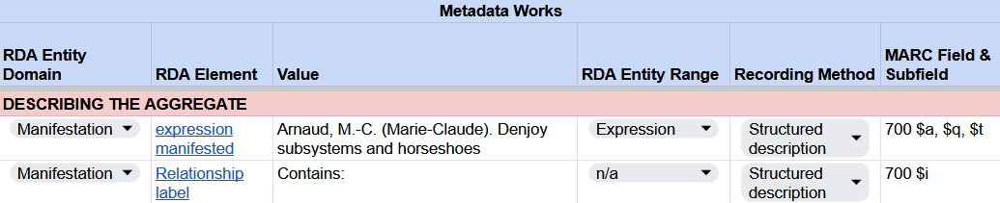 Metadata Works
RDA Entity Domain RDA Element Value RDA Entity Range Recording Method MARC Field & Subfield
DESCRIBING THE AGGREGATE
Manifestation expression manifested Arnaud, M.-C. (Marie-Claude). Denjoy subsystems and horseshoes Expression Structured description 700 $a, $q, $t
Manifestation Relationship label Contains: n/a Structured description 700 $i